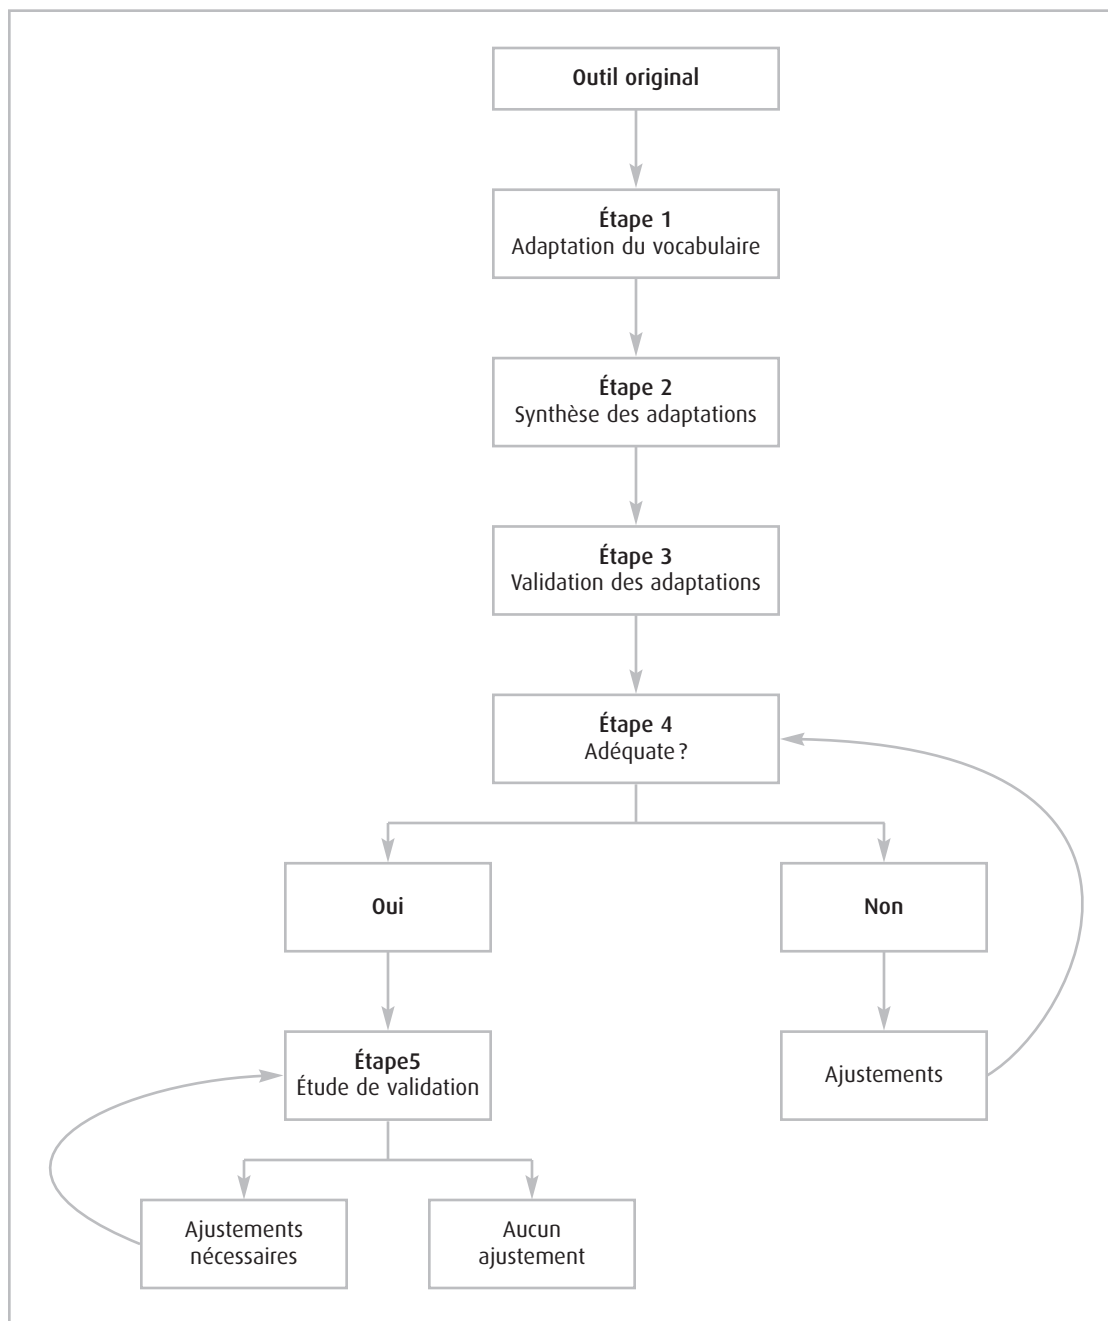 Outil original
Étape 1
Adaptation du vocabulaire
Étape 2
Synthèse des adaptations
Étape 3
Validation des adaptations
Étape 4
Adéquate ?
Oui
Non
Étape5
Étude de validation
Ajustements
Ajustements
nécessaires
Aucun
ajustement